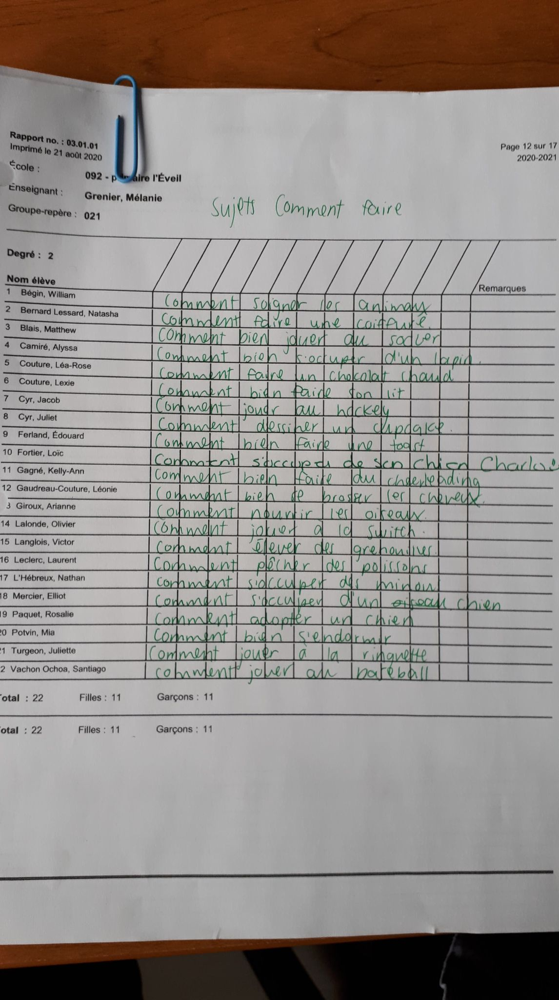 Rapport no. : 03.01.01
Imprimé le 21 août 2020
Page 12 sur 17
2020-2021
École : 092 - primaire l'Éveil
Enseignant : Grenier, Mélanie
Groupe-repère : 021
Sujets Comment faire
Degré : 2
Nom élève Remarques
1 Bégin, William Comment soigner les animaux
2 Bernard Lessard, Natasha Comment faire une coiffure.
3 Blais, Matthew Comment bien jouer au soccer
4 Camiré, Alyssa Comment bien s'occuper d'un lapin.
5 Couture, Léa-Rose Comment faire un chocolat chaud
6 Couture, Lexie Comment bien faire son lit
7 Cyr, Jacob Comment jouer au hockey
8 Cyr, Juliet Comment dessiner un cupcake.
9 Ferland, Édouard Comment bien faire une toast
10 Fortier, Loïc Comment s'occuper de son chien
11 Gagné, Kelly-Ann Comment bien faire du cheerleading
12 Gaudreau-Couture, Léonie Comment bien se brosser les cheveux.
3 Giroux, Arianne Comment nourrir les oiseaux.
14 Lalonde, Olivier Comment jouer à la switch.
15 Langlois, Victor Comment élever des grenouilles.
16 Leclerc, Laurent Comment pêcher des poissons
17 L'Hébreux, Nathan Comment s'occuper des minou
18 Mercier, Elliot Comment s'occuper d'un oiseau chien
19 Paquet, Rosalie Comment adopter un chien
20 Potvin, Mia Comment bien s'endormir
1 Turgeon, Juliette Comment jouer à la ringuette
2 Vachon Ochoa, Santiago comment jouer au baseball
otal : 22 Filles : 11 Garçons : 11
otal : 22 Filles : 11 Garçons : 11